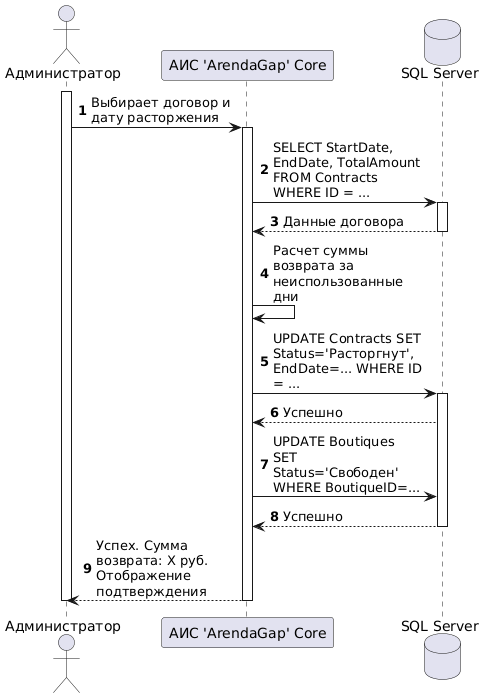 Администратор
АИС 'ArendaGap' Core
SQL Server
1 Выбирает договор и
дату расторжения
2 SELECT StartDate,
EndDate, TotalAmount
FROM Contracts
WHERE ID = ...
3 Данные договора
4 Расчет суммы
возврата за
неиспользованные
дни
5 UPDATE Contracts SET
Status='Расторгнут',
EndDate=... WHERE ID
= ...
6 Успешно
7 UPDATE Boutiques
SET
Status='Свободен'
WHERE BoutiqueID=...
8 Успешно
9 Успех. Сумма
возврата: X руб.
Отображение
подтверждения
Администратор
АИС 'ArendaGap' Core
SQL Server